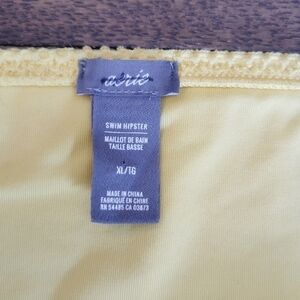 aerie
SWIM HIPSTER
MAILLOT DE BAIN
TAILLE BASSE
XL/TG
MADE IN CHINA
FABRIQUÉ EN CHINE
RN 54485 CA 03873